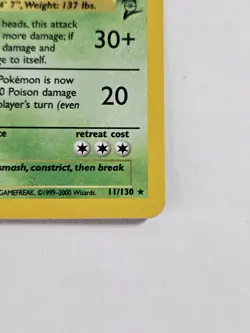 4' 7", Weight: 137 lbs.
heads, this attack
more damage; if
damage and
ge to itself.
30+
Pokémon is now
0 Poison damage
player's turn (even
20
retreat cost
smash, constrict, then break
GAMEFREAK. ©1999-2000 Wizards. 11/130 ★